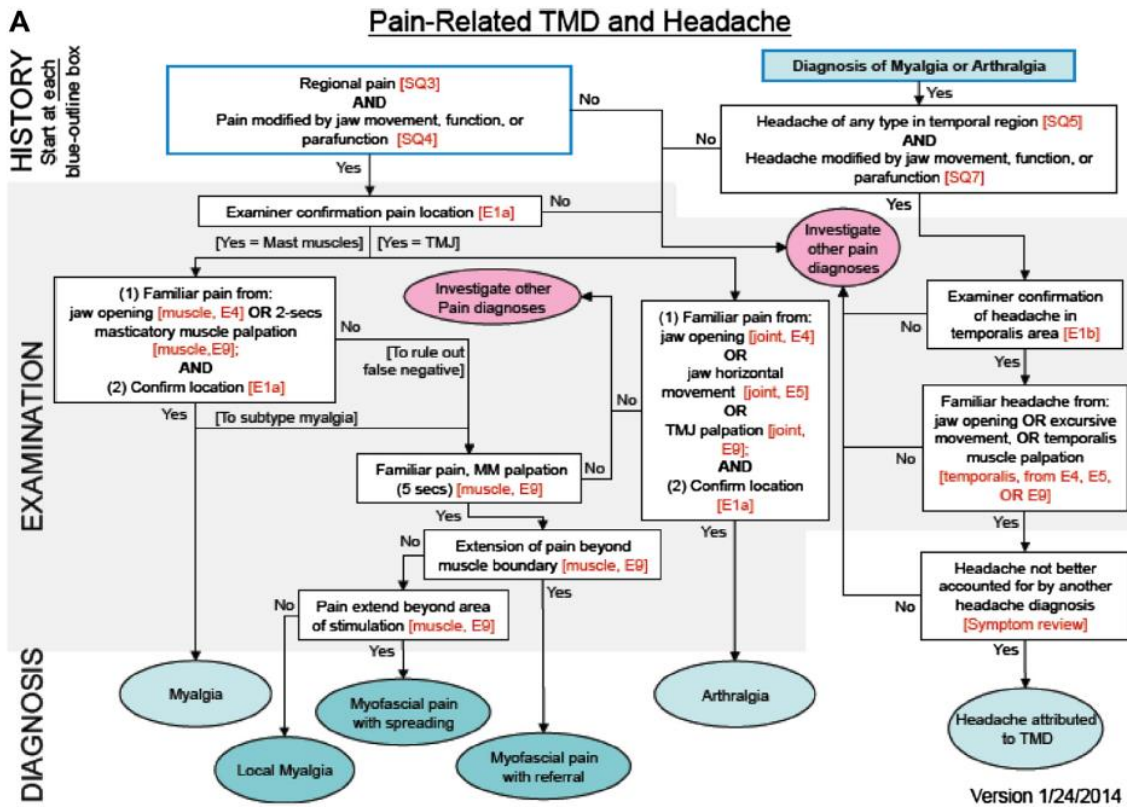 A
Pain-Related TMD and Headache
HISTORY
Start at each
blue-outline box
Regional pain [SQ3]
AND
Pain modified by jaw movement, function, or
parafunction [SQ4]
No
Yes
Diagnosis of Myalgia or Arthralgia
Yes
Headache of any type in temporal region [SQ5]
AND
Headache modified by jaw movement, function, or
parafunction [SQ7]
No
Yes
EXAMINATION
Examiner confirmation pain location [E1a]
No
[Yes = Mast muscles]
[Yes = TMJ]
Investigate
other pain
diagnoses
(1) Familiar pain from:
jaw opening [muscle, E4] OR 2-secs
masticatory muscle palpation
[muscle,E9];
AND
(2) Confirm location [E1a]
No
[To rule out
false negative]
Yes
[To subtype myalgia]
Investigate other
Pain diagnoses
(1) Familiar pain from:
jaw opening [joint, E4]
OR
jaw horizontal
movement [joint, E5]
OR
TMJ palpation [joint,
E9];
AND
(2) Confirm location
[E1a]
No
Yes
Examiner confirmation
of headache in
temporalis area [E1b]
No
Yes
Familiar headache from:
jaw opening OR excursive
movement, OR temporalis
muscle palpation
[temporalis, from E4, E5,
OR E9]
No
Yes
Familiar pain, MM palpation
(5 secs) [muscle, E9]
No
Yes
Extension of pain beyond
muscle boundary [muscle, E9]
No
Yes
Pain extend beyond area
of stimulation [muscle, E9]
No
Yes
Headache not better
accounted for by another
headache diagnosis
[Symptom review]
No
Yes
DIAGNOSIS
Myalgia
Myofascial pain
with spreading
Arthralgia
Headache attributed
to TMD
Local Myalgia
Myofascial pain
with referral
Version 1/24/2014